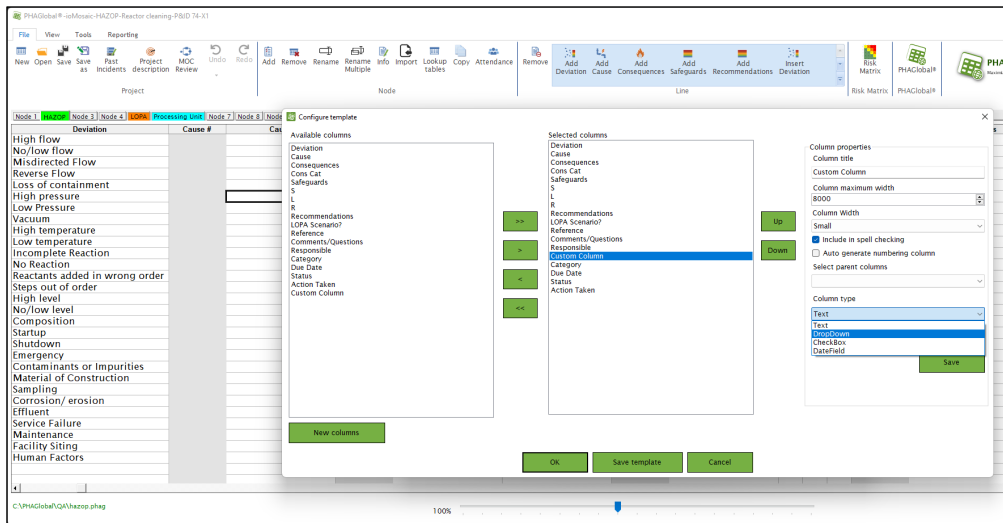 PHAGlobal®-ioMosaic-HAZOP-Reactor cleaning-P&ID 74-X1
File View Tools Reporting
New Open Save Save as Past Incidents Project description MOC Review Undo Redo
Add Remove Rename Rename Multiple Info Import Lookup tables Copy Attendance
Remove Add Deviation Add Cause Add Consequences Add Safeguards Add Recommendations Insert Deviation
Risk Matrix PHAGlobal® PHA
Project Node Line Risk Matrix PHAGlobal®
Node 1 HAZOP Node 3 Node 4 LOPA Processing Unit Node 7 Node 8 Node
Deviation Cause # Cau
High flow
No/low flow
Misdirected Flow
Reverse Flow
Loss of containment
High pressure
Low Pressure
Vacuum
High temperature
Low temperature
Incomplete Reaction
No Reaction
Reactants added in wrong order
Steps out of order
High level
No/low level
Composition
Startup
Shutdown
Emergency
Contaminants or Impurities
Material of Construction
Sampling
Corrosion/ erosion
Effluent
Service Failure
Maintenance
Facility Siting
Human Factors
Configure template
Available columns
Deviation
Cause
Consequences
Cons Cat
Safeguards
S
L
R
Recommendations
LOPA Scenario?
Reference
Comments/Questions
Responsible
Category
Due Date
Status
Action Taken
Custom Column
New columns
>>
>
<
<<
Selected columns
Deviation
Cause
Consequences
Cons Cat
Safeguards
S
L
R
Recommendations
LOPA Scenario?
Reference
Comments/Questions
Responsible
Custom Column
Category
Due Date
Status
Action Taken
Up
Down
Column properties
Column title
Custom Column
Column maximum width
8000
Column Width
Small
Include in spell checking
Auto generate numbering column
Select parent columns
Column type
Text
Text
DropDown
CheckBox
DateField
Save
OK Save template Cancel
C:\PHAGlobal\QA\hazop.phag
100%